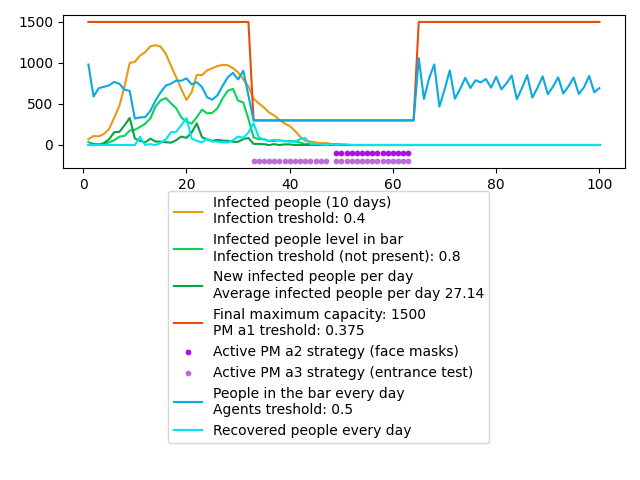 1500
1000
500
0
0 20 40 60 80 100
Infected people (10 days)
Infection treshold: 0.4
Infected people level in bar
Infection treshold (not present): 0.8
New infected people per day
Average infected people per day 27.14
Final maximum capacity: 1500
PM a1 treshold: 0.375
Active PM a2 strategy (face masks)
Active PM a3 strategy (entrance test)
People in the bar every day
Agents treshold: 0.5
Recovered people every day